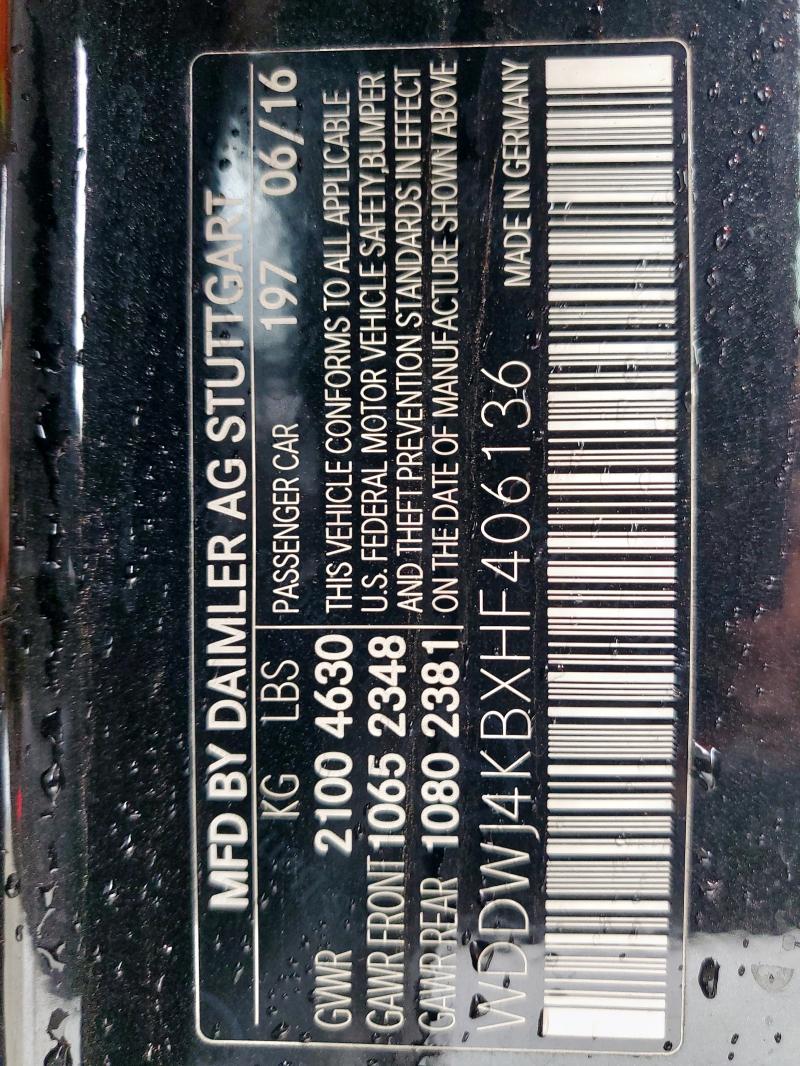 MFD BY DAIMLER AG STUTTGART
KG LBS PASSENGER CAR 197 06/16
GVWR 2100 4630 THIS VEHICLE CONFORMS TO ALL APPLICABLE
GAWR FRONT 1065 2348 U.S. FEDERAL MOTOR VEHICLE SAFETY,BUMPER
AND THEFT PREVENTION STANDARDS IN EFFECT
GAWR REAR 1080 2381 ON THE DATE OF MANUFACTURE SHOWN ABOVE
WDDWJ4KBXHF406136 MADE IN GERMANY